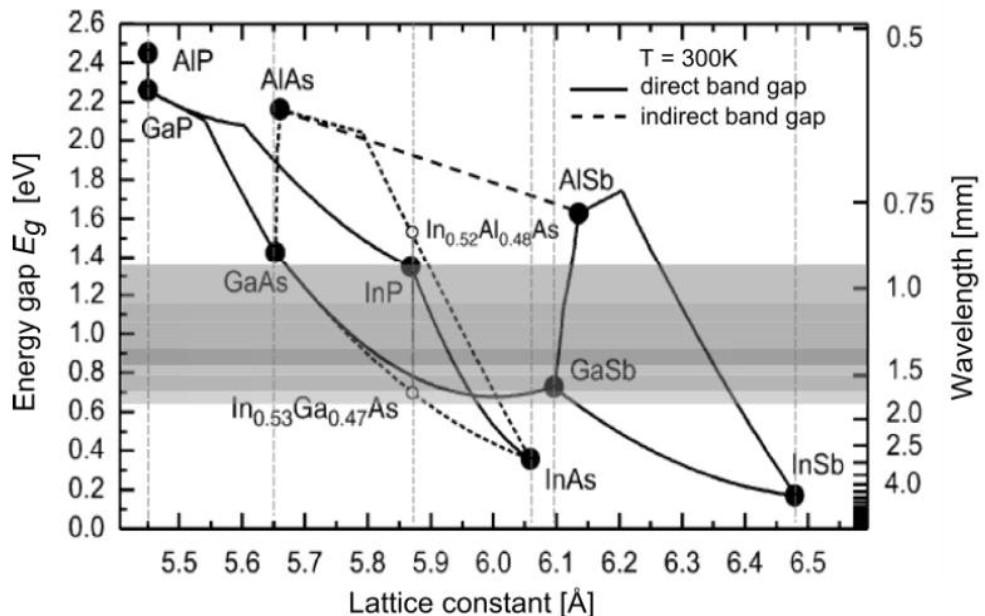 2.6
2.4
2.2
2.0
1.8
1.6
1.4
1.2
1.0
0.8
0.6
0.4
0.2
0.0
Energy gap Eg [eV]
AlP
GaP
AlAs
GaAs
InP
In0.52Al0.48As
In0.53Ga0.47As
AlSb
GaSb
InAs
InSb
T = 300K
direct band gap
indirect band gap
0.5
0.75
1.0
1.5
2.0
2.5
4.0
Wavelength [mm]
5.5 5.6 5.7 5.8 5.9 6.0 6.1 6.2 6.3 6.4 6.5
Lattice constant [Å]